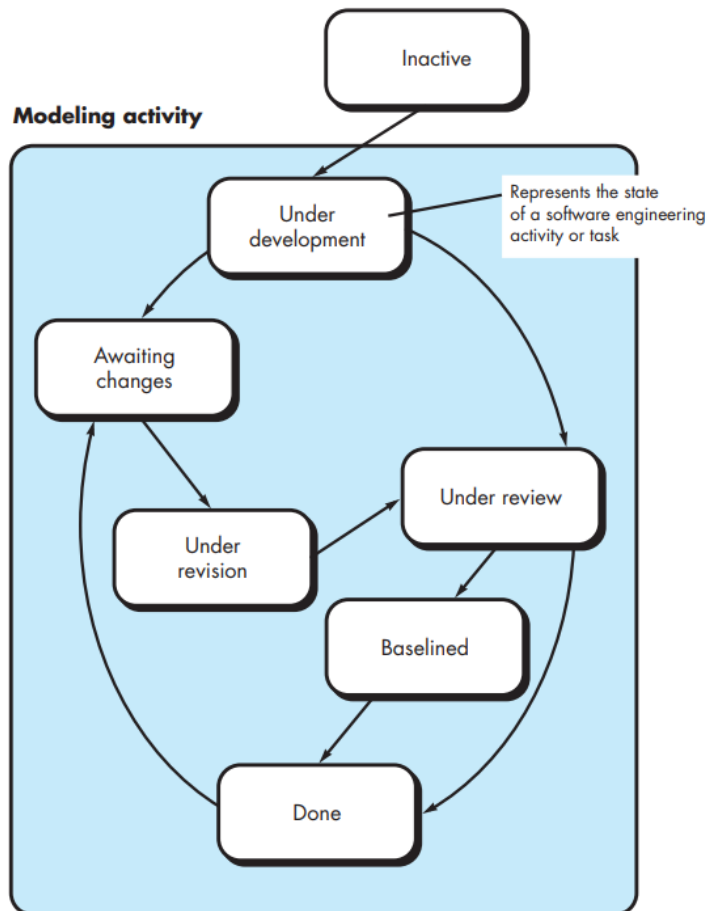 Inactive
Modeling activity
Under
development
Represents the state
of a software engineering
activity or task
Awaiting
changes
Under review
Under
revision
Baselined
Done